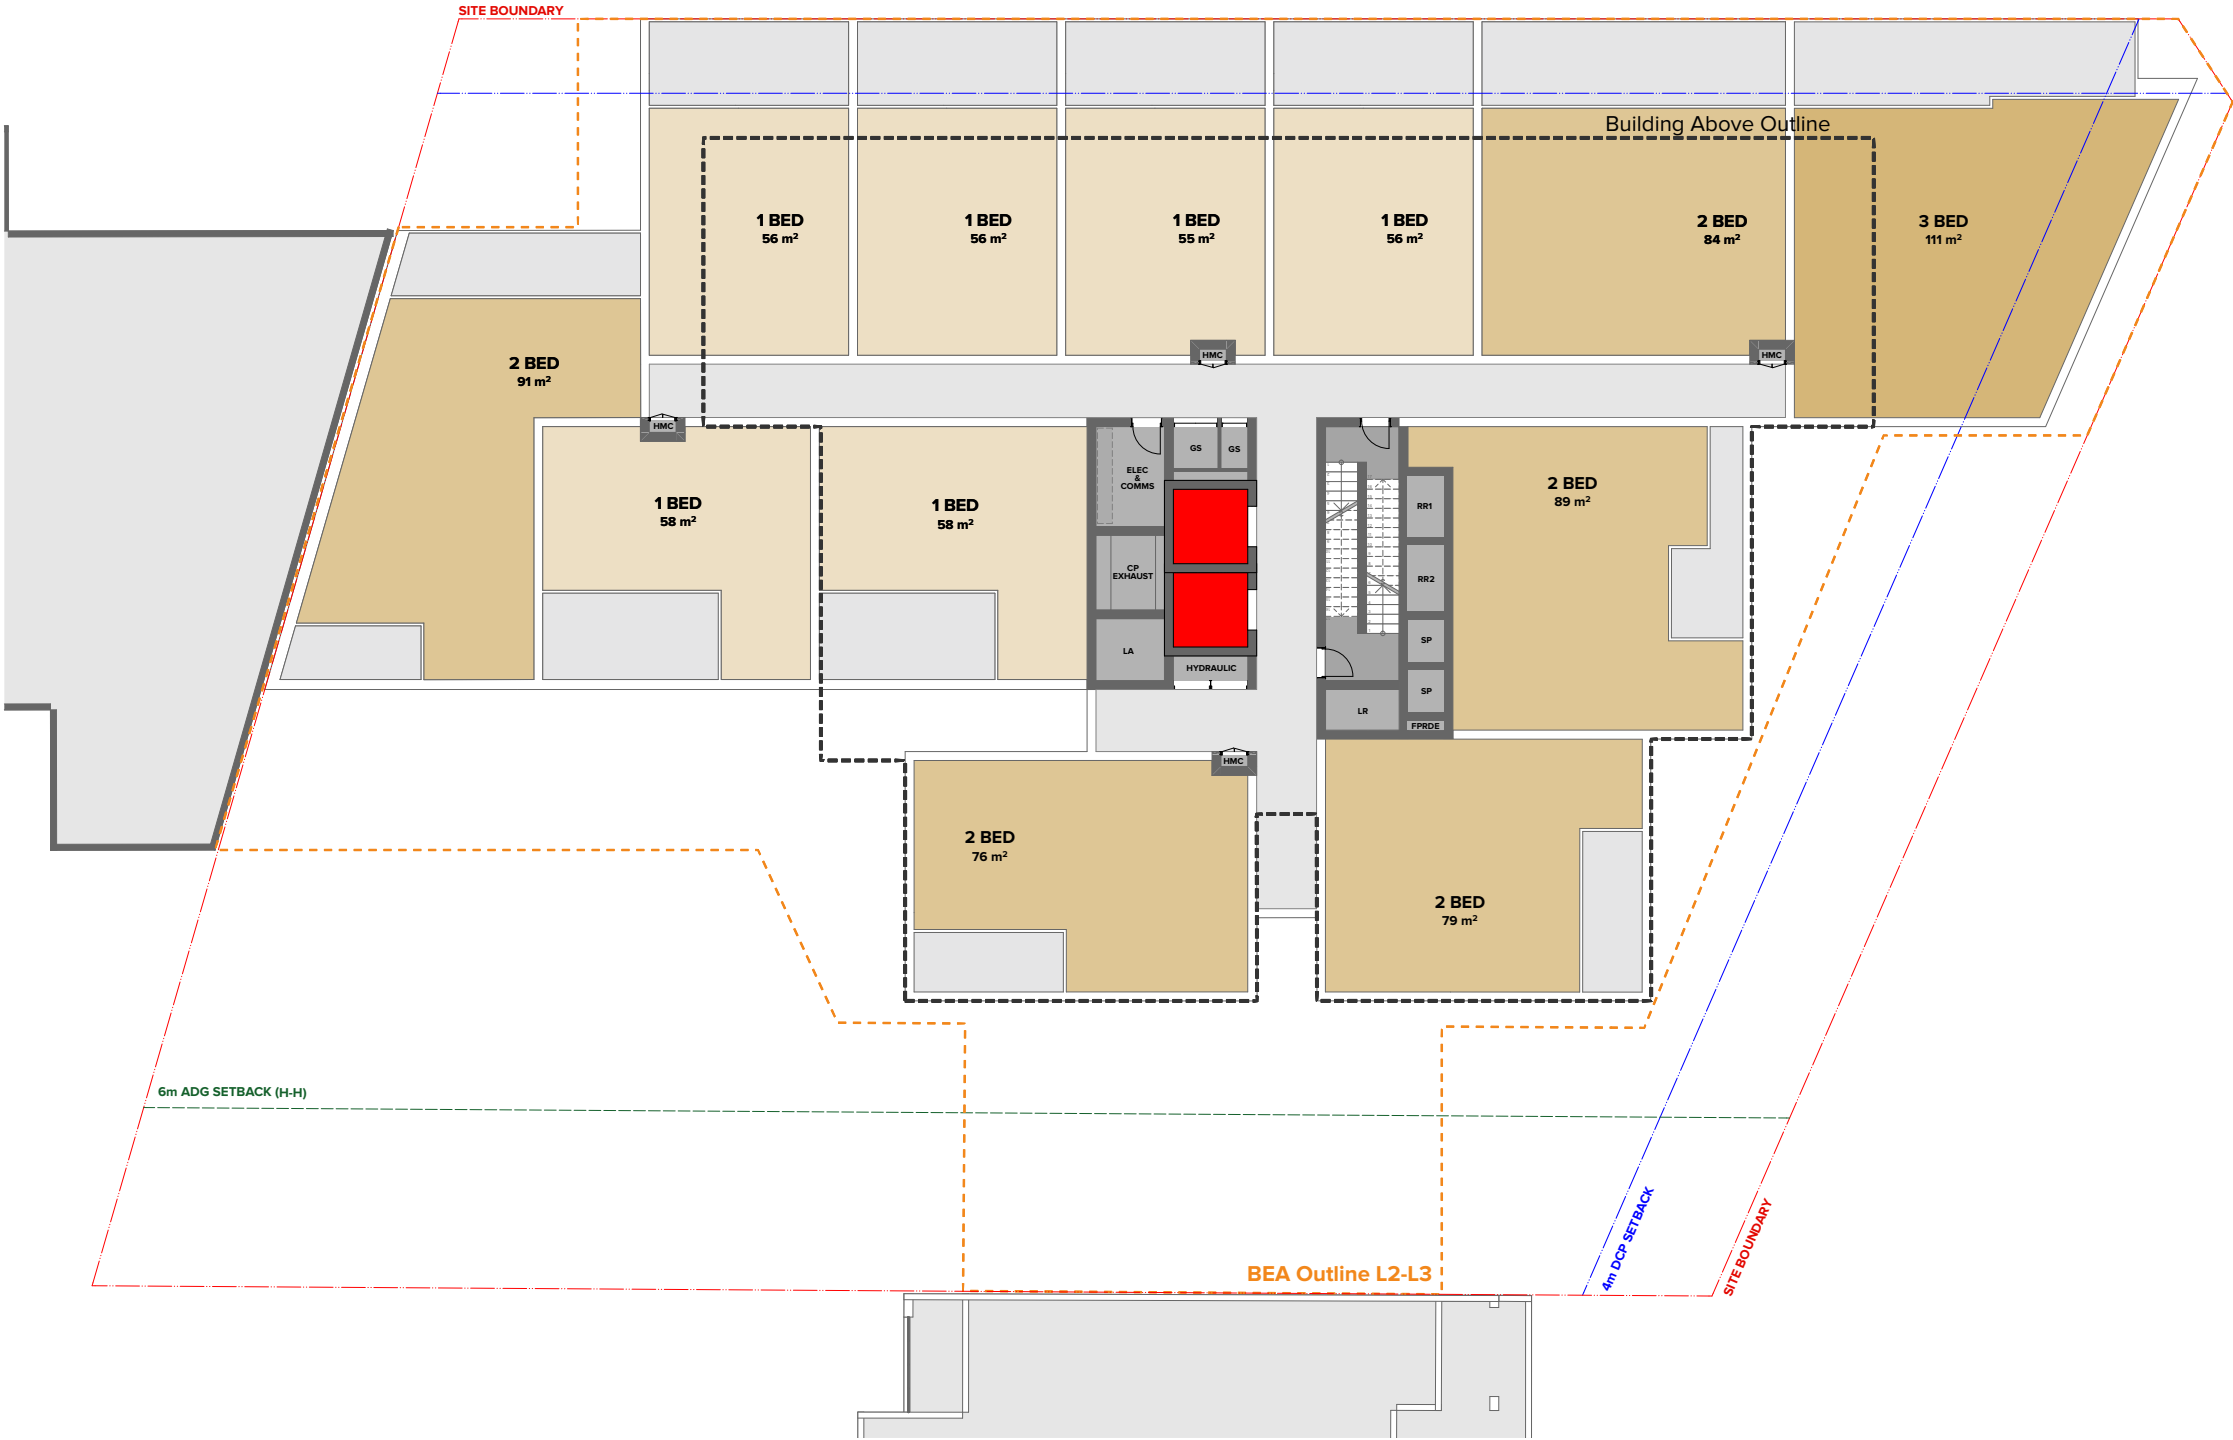 SITE BOUNDARY
Building Above Outline
1 BED
56 m²
1 BED
56 m²
1 BED
55 m²
1 BED
56 m²
2 BED
84 m²
3 BED
111 m²
HMC
HMC
2 BED
91 m²
HMC
1 BED
58 m²
1 BED
58 m²
ELEC
&
COMMS
GS
GS
CP
EXHAUST
LA
HYDRAULIC
RR1
RR2
SP
SP
LR
FPRDE
2 BED
89 m²
HMC
2 BED
76 m²
2 BED
79 m²
6m ADG SETBACK (H-H)
BEA Outline L2-L3
4m DCP SETBACK
SITE BOUNDARY